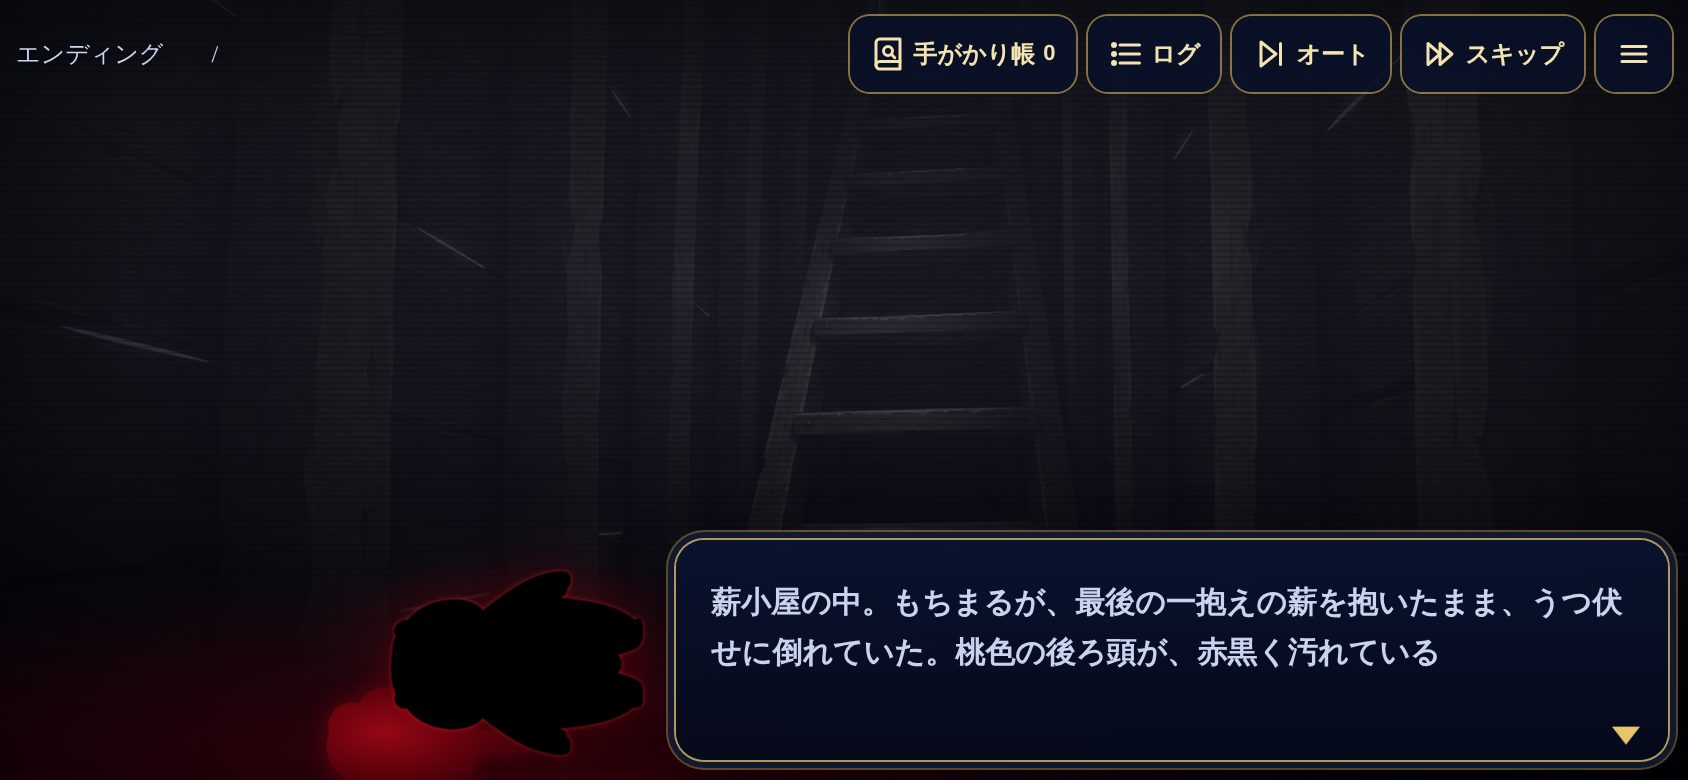 エンディング /
手がかり帳 0
ログ
オート
スキップ
薪小屋の中。もちまるが、最後の一抱えの薪を抱いたまま、うつ伏
せに倒れていた。桃色の後ろ頭が、赤黒く汚れている